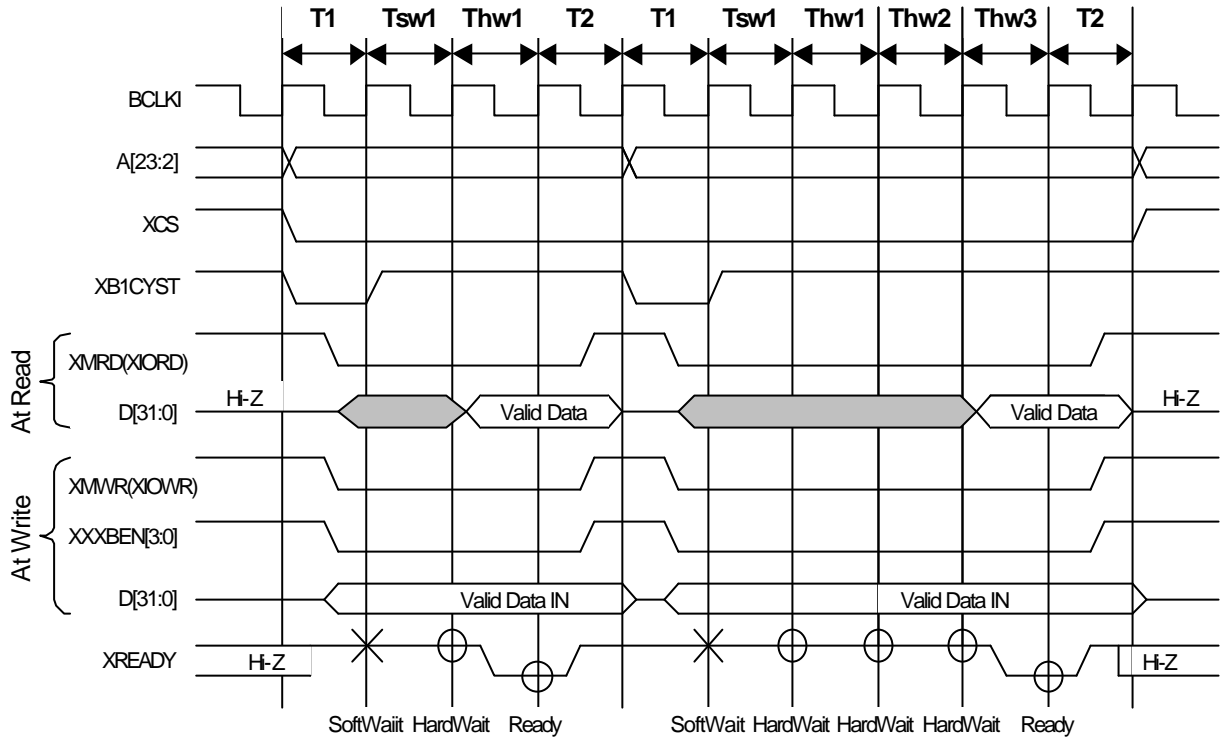 T1 Tsw1 Thw1 T2 T1 Tsw1 Thw1 Thw2 Thw3 T2
BCLKI
A[23:2]
XCS
XB1CYST
At Read
XMRD(XIORD)
Hi-Z
D[31:0]
Valid Data
Valid Data
Hi-Z
At Write
XMWR(XIOWR)
XXXBEN[3:0]
D[31:0]
Valid Data IN
Valid Data IN
XREADY
Hi-Z
Hi-Z
SoftWaiit HardWait Ready SoftWait HardWait HardWait HardWait Ready